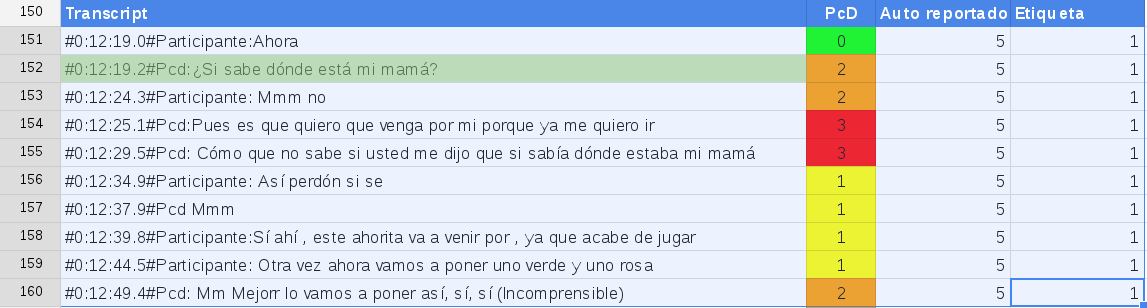 150 Transcript PcD Auto reportado Etiqueta
151 #0:12:19.0#Participante:Ahora 0 5 1
152 #0:12:19.2#Pcd:¿Si sabe dónde está mi mamá? 2 5 1
153 #0:12:24.3#Participante: Mmm no 2 5 1
154 #0:12:25.1#Pcd:Pues es que quiero que venga por mi porque ya me quiero ir 3 5 1
155 #0:12:29.5#Pcd: Cómo que no sabe si usted me dijo que si sabía dónde estaba mi mamá 3 5 1
156 #0:12:34.9#Participante: Así perdón si se 1 5 1
157 #0:12:37.9#Pcd Mmm 1 5 1
158 #0:12:39.8#Participante:Sí ahí , este ahorita va a venir por , ya que acabe de jugar 1 5 1
159 #0:12:44.5#Participante: Otra vez ahora vamos a poner uno verde y uno rosa 1 5 1
160 #0:12:49.4#Pcd: Mm Mejorr lo vamos a poner así, sí, sí (Incomprensible) 2 5 1